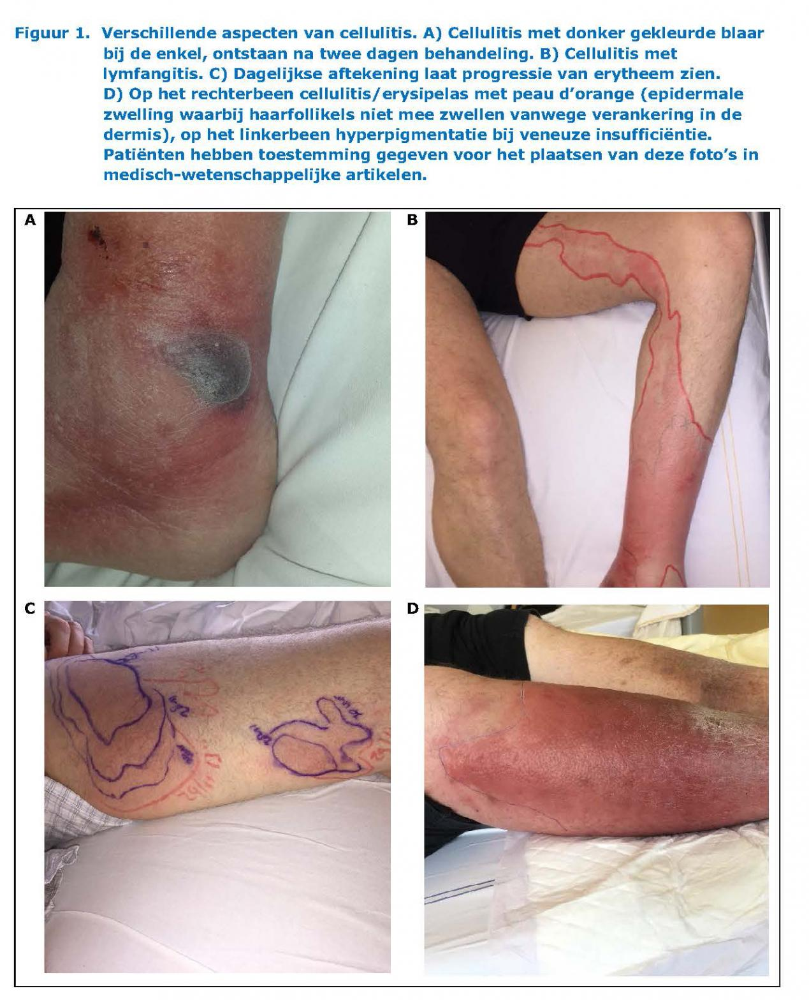 Figuur 1. Verschillende aspecten van cellulitis. A) Cellulitis met donker gekleurde blaar
bij de enkel, ontstaan na twee dagen behandeling. B) Cellulitis met
lymfangitis. C) Dagelijkse aftekening laat progressie van erytheem zien.
D) Op het rechterbeen cellulitis/erysipelas met peau d’orange (epidermale
zwelling waarbij haarfollikels niet mee zwellen vanwege verankering in de
dermis), op het linkerbeen hyperpigmentatie bij veneuze insufficiëntie.
Patiënten hebben toestemming gegeven voor het plaatsen van deze foto’s in
medisch-wetenschappelijke artikelen.
A
B
C
D